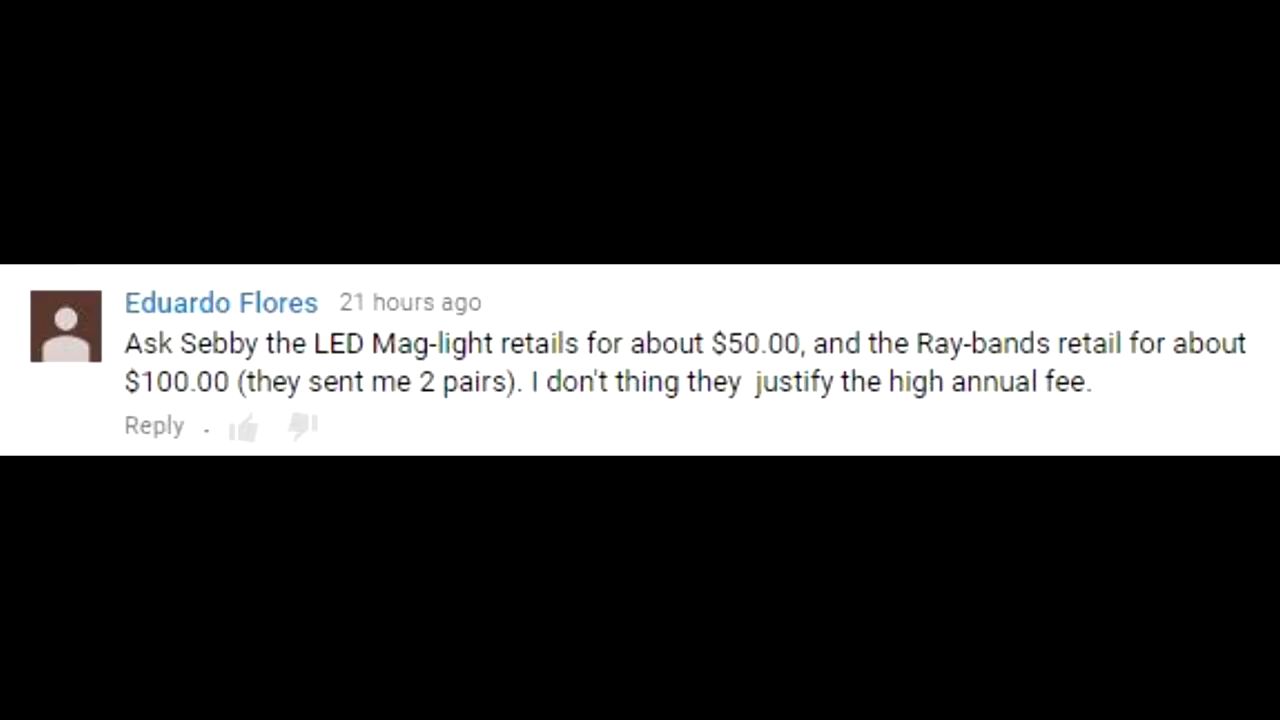 Eduardo Flores 21 hours ago
Ask Sebby the LED Mag-light retails for about $50.00, and the Ray-bands retail for about
$100.00 (they sent me 2 pairs). I don't thing they  justify the high annual fee.
Reply .